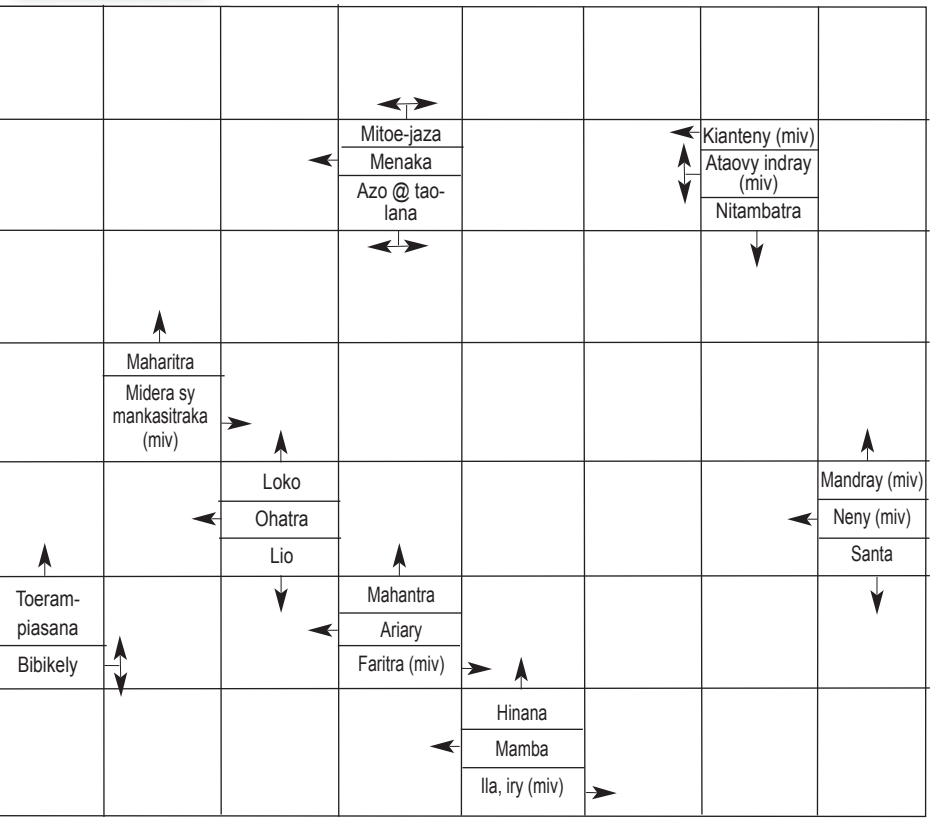 Mitoe-jaza
Menaka
Azo @ tao-
lana
Kianteny (miv)
Ataovy indray
(miv)
Nitambatra
Maharitra
Midera sy
mankasitraka
(miv)
Loko
Ohatra
Lio
Mandray (miv)
Neny (miv)
Santa
Toeram-
piasana
Bibikely
Mahantra
Ariary
Faritra (miv)
Hinana
Mamba
Ila, iry (miv)